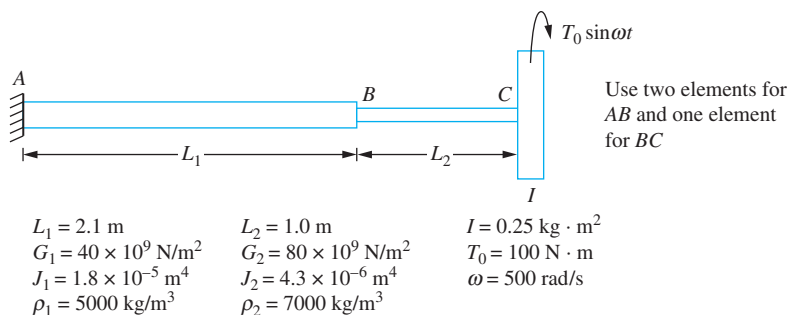 T₀ sinωt
A
B
C
Use two elements for
AB and one element
for BC
L₁
L₂
I
L₁ = 2.1 m
G₁ = 40 × 10⁹ N/m²
J₁ = 1.8 × 10⁻⁵ m⁴
ρ₁ = 5000 kg/m³
L₂ = 1.0 m
G₂ = 80 × 10⁹ N/m²
J₂ = 4.3 × 10⁻⁶ m⁴
ρ₂ = 7000 kg/m³
I = 0.25 kg · m²
T₀ = 100 N · m
ω = 500 rad/s